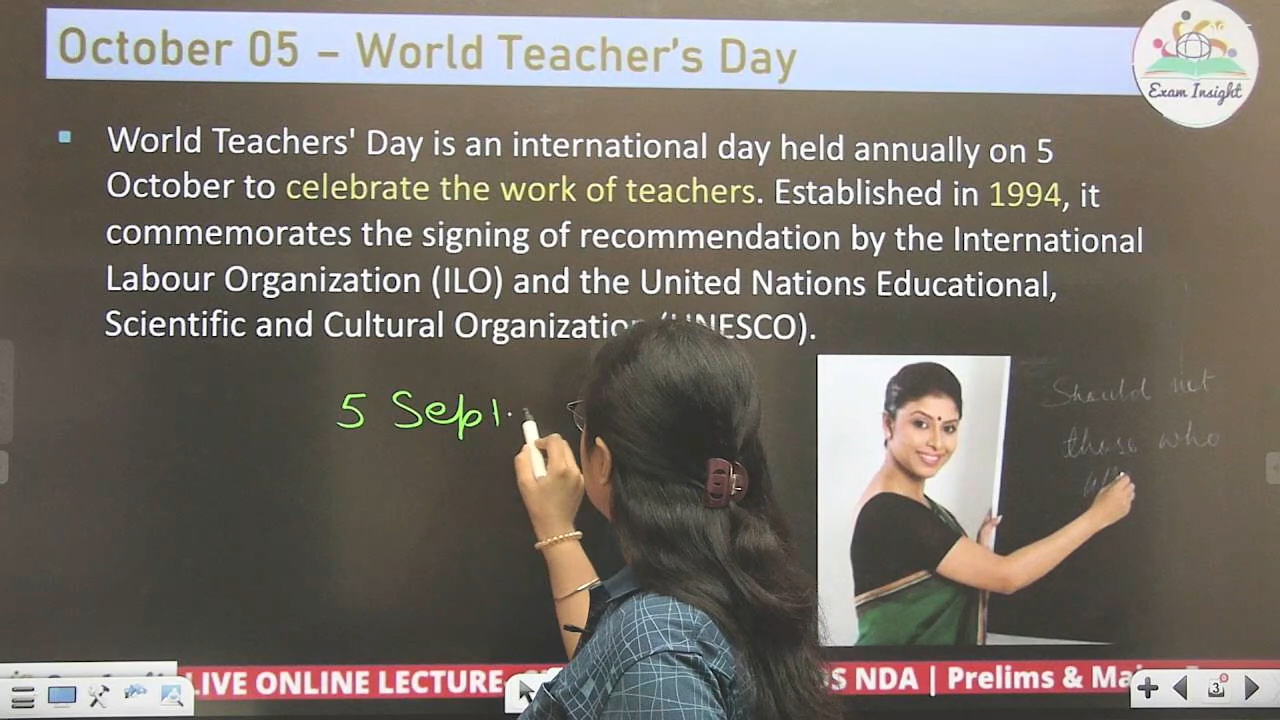 October 05 – World Teacher's Day
Exam Insight
World Teachers' Day is an international day held annually on 5
October to celebrate the work of teachers. Established in 1994, it
commemorates the signing of recommendation by the International
Labour Organization (ILO) and the United Nations Educational,
Scientific and Cultural Organization (UNESCO).
5 Sept
Should not
those who
LIVE ONLINE LECTURE
S NDA | Prelims & Ma
3